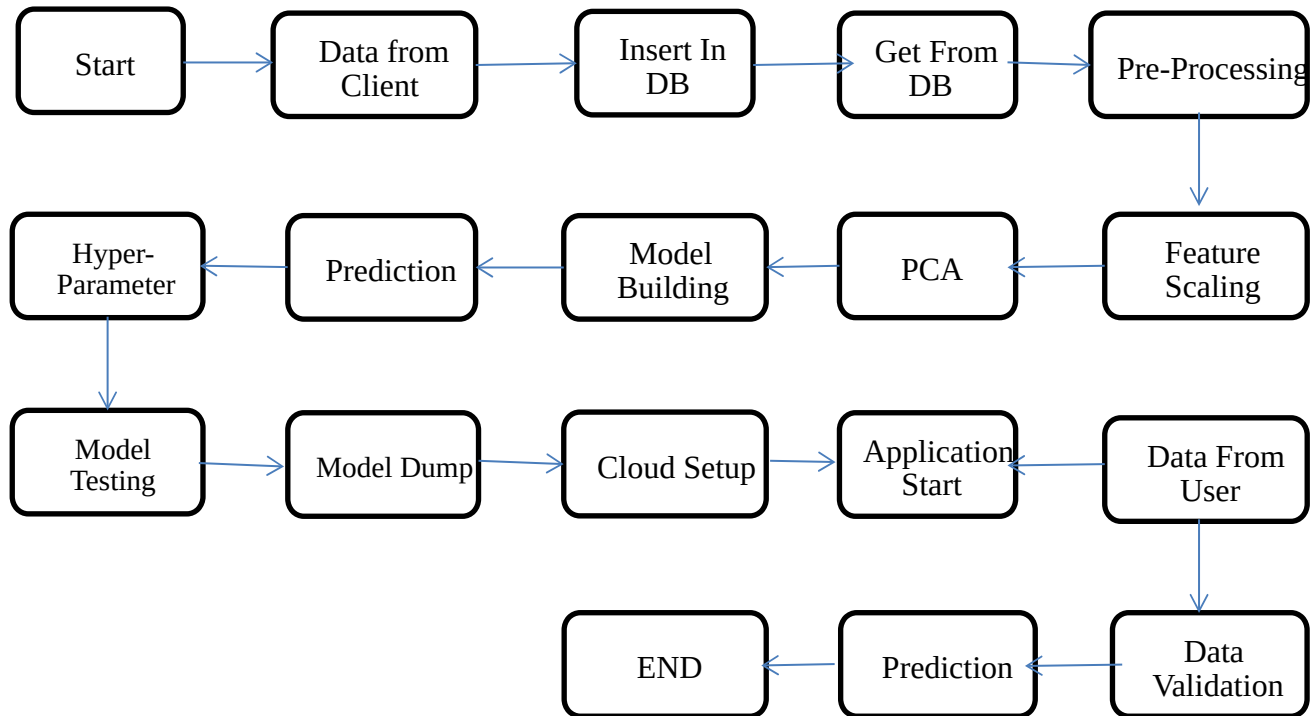 Start
Data from
Client
Insert In
DB
Get From
DB
Pre-Processing
Hyper-
Parameter
Prediction
Model
Building
PCA
Feature
Scaling
Model
Testing
Model Dump
Cloud Setup
Application
Start
Data From
User
END
Prediction
Data
Validation